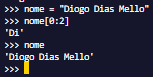 >>> nome = "Diogo Dias Mello"
>>> nome[0:2]
'Di'
>>> nome
'Diogo Dias Mello'
>>>